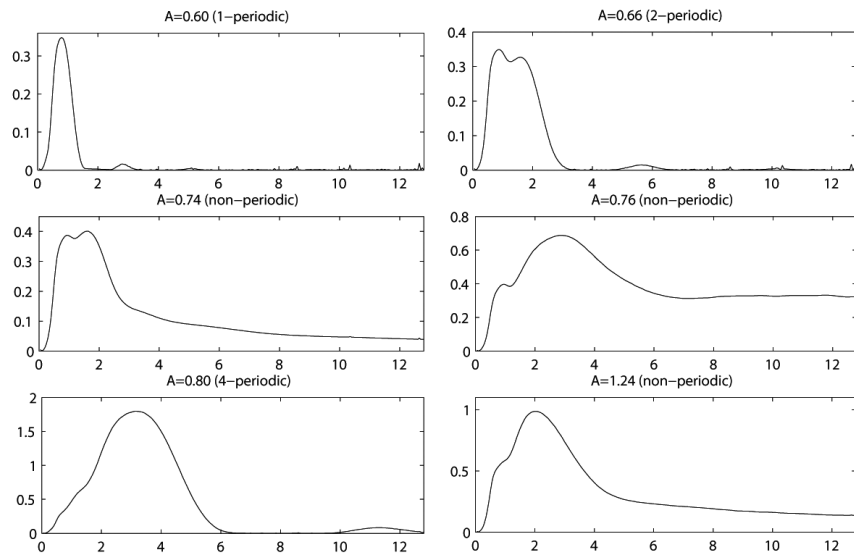 A=0.60 (1−periodic)
0.3
0.2
0.1
0
0 2 4 6 8 10 12
A=0.66 (2−periodic)
0.4
0.3
0.2
0.1
0
0 2 4 6 8 10 12
A=0.74 (non−periodic)
0.5
0.4
0.3
0.2
0.1
0
0 2 4 6 8 10 12
A=0.76 (non−periodic)
0.8
0.6
0.4
0.2
0
0 2 4 6 8 10 12
A=0.80 (4−periodic)
2
1.5
1
0.5
0
0 2 4 6 8 10 12
A=1.24 (non−periodic)
1
0.5
0
0 2 4 6 8 10 12